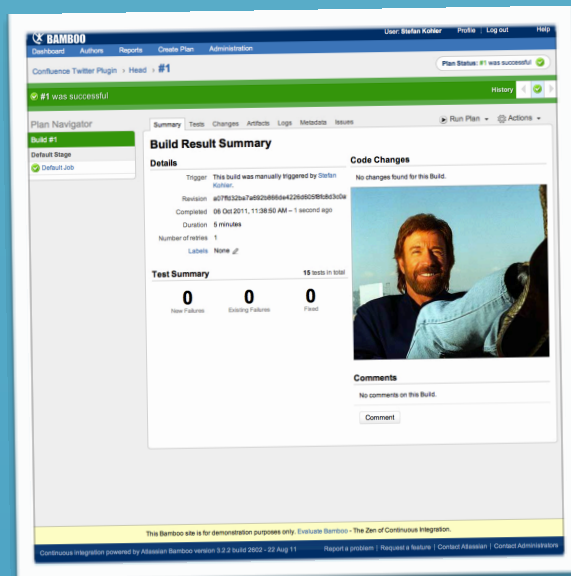 BAMBOO
User: Stefan Kohler Profile Log out Help
Dashboard Authors Reports Create Plan Administration
Confluence Twitter Plugin › Head › #1
Plan Status: #1 was successful
#1 was successful
History
Plan Navigator
Build #1
Default Stage
Default Job
Summary Tests Changes Artifacts Logs Metadata Issues
Run Plan Actions
Build Result Summary
Details
Trigger This build was manually triggered by Stefan
Kohler.
Revision
Completed 06 Oct 2011, 11:38:50 AM – 1 second ago
Duration 5 minutes
Number of retries 1
Labels None
Test Summary 15 tests in total
0 0 0
New Failures Existing Failures Fixed
Code Changes
No changes found for this Build.
Comments
No comments on this Build.
Comment
This Bamboo site is for demonstration purposes only. Evaluate Bamboo - The Zen of Continuous Integration.
Continuous integration powered by Atlassian Bamboo version 3.2.2 build 2602 - 22 Aug 11 Report a problem | Request a feature | Contact Atlassian | Contact Administrators